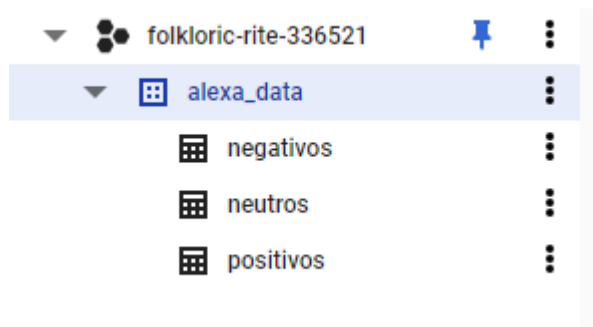 folkloric-rite-336521
alexa_data
negativos
neutros
positivos